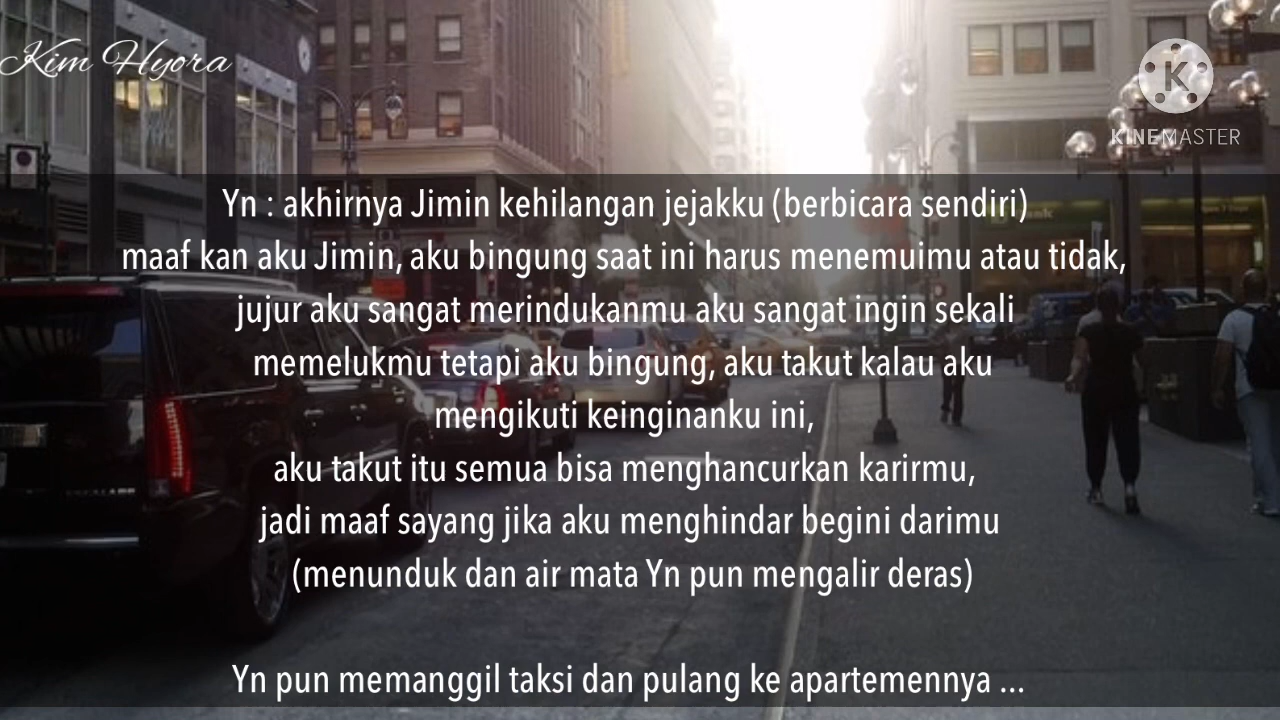 Kim Hyora
KINEMASTER
Yn : akhirnya Jimin kehilangan jejakku (berbicara sendiri)
maaf kan aku Jimin, aku bingung saat ini harus menemuimu atau tidak,
jujur aku sangat merindukanmu aku sangat ingin sekali
memelukmu tetapi aku bingung, aku takut kalau aku
mengikuti keinginanku ini,
aku takut itu semua bisa menghancurkan karirmu,
jadi maaf sayang jika aku menghindar begini darimu
(menunduk dan air mata Yn pun mengalir deras)
Yn pun memanggil taksi dan pulang ke apartemennya ...